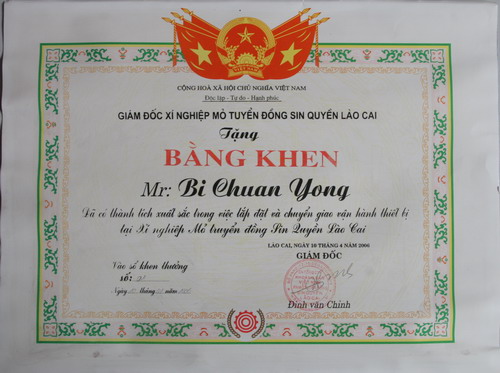 CỘNG HOÀ XÃ HỘI CHỦ NGHĨA VIỆT NAM
Độc lập - Tự do - Hạnh phúc
GIÁM ĐỐC XÍ NGHIỆP MỎ TUYỂN ĐỒNG SIN QUYỀN LÀO CAI
Tặng
BẰNG KHEN
Mr: Bi Chuan Yong
Đã có thành tích xuất sắc trong việc lắp đặt và chuyển giao vận hành thiết bị
tại Xí nghiệp Mỏ tuyển đồng Sin Quyền Lào Cai
LÀO CAI, NGÀY 10 THÁNG 4 NĂM 2006
GIÁM ĐỐC
Vào sổ khen thưởng
số:
Ngày tháng năm
Đinh văn Chính